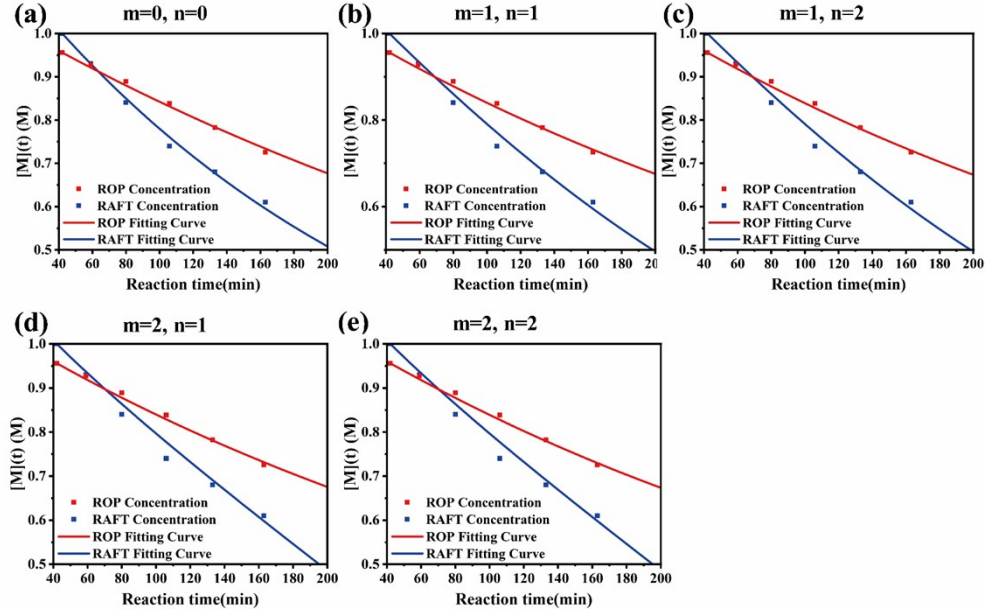 (a) m=0, n=0
[M](t) (M)
1.0
0.9
0.8
0.7
0.6
0.5
ROP Concentration
RAFT Concentration
ROP Fitting Curve
RAFT Fitting Curve
40 60 80 100 120 140 160 180 200
Reaction time(min)
(b) m=1, n=1
[M](t) (M)
1.0
0.9
0.8
0.7
0.6
0.5
ROP Concentration
RAFT Concentration
ROP Fitting Curve
RAFT Fitting Curve
40 60 80 100 120 140 160 180 200
Reaction time(min)
(c) m=1, n=2
[M](t) (M)
1.0
0.9
0.8
0.7
0.6
0.5
ROP Concentration
RAFT Concentration
ROP Fitting Curve
RAFT Fitting Curve
40 60 80 100 120 140 160 180 200
Reaction time(min)
(d) m=2, n=1
[M](t) (M)
1.0
0.9
0.8
0.7
0.6
0.5
ROP Concentration
RAFT Concentration
ROP Fitting Curve
RAFT Fitting Curve
40 60 80 100 120 140 160 180 200
Reaction time(min)
(e) m=2, n=2
[M](t) (M)
1.0
0.9
0.8
0.7
0.6
0.5
ROP Concentration
RAFT Concentration
ROP Fitting Curve
RAFT Fitting Curve
40 60 80 100 120 140 160 180 200
Reaction time(min)